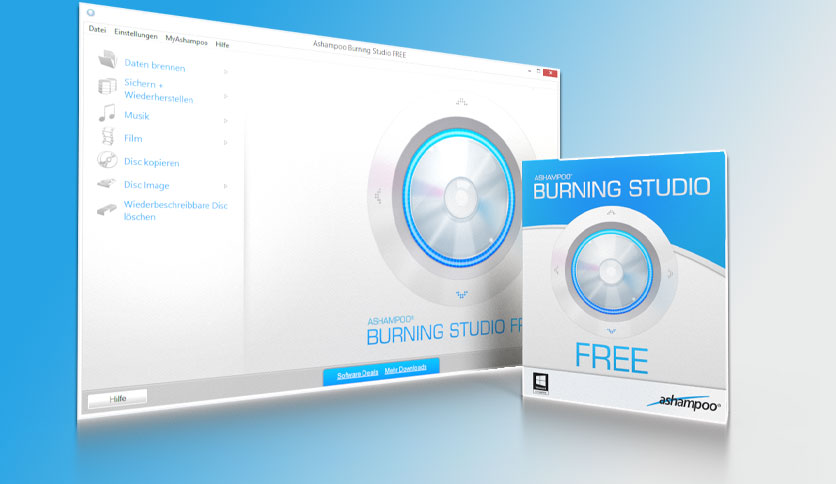 Ashampoo Burning Studio FREE
Datei Einstellungen MyAshampoo Hilfe
Daten brennen
Sichern +
Wiederherstellen
Musik
Film
Disc kopieren
Disc Image
Wiederbeschreibbare Disc
löschen
ASHAMPOO®
BURNING STUDIO FR
Software Deals Mehr Downloads
Hilfe
ASHAMPOO®
BURNING STUDIO
FREE
ashampoo®